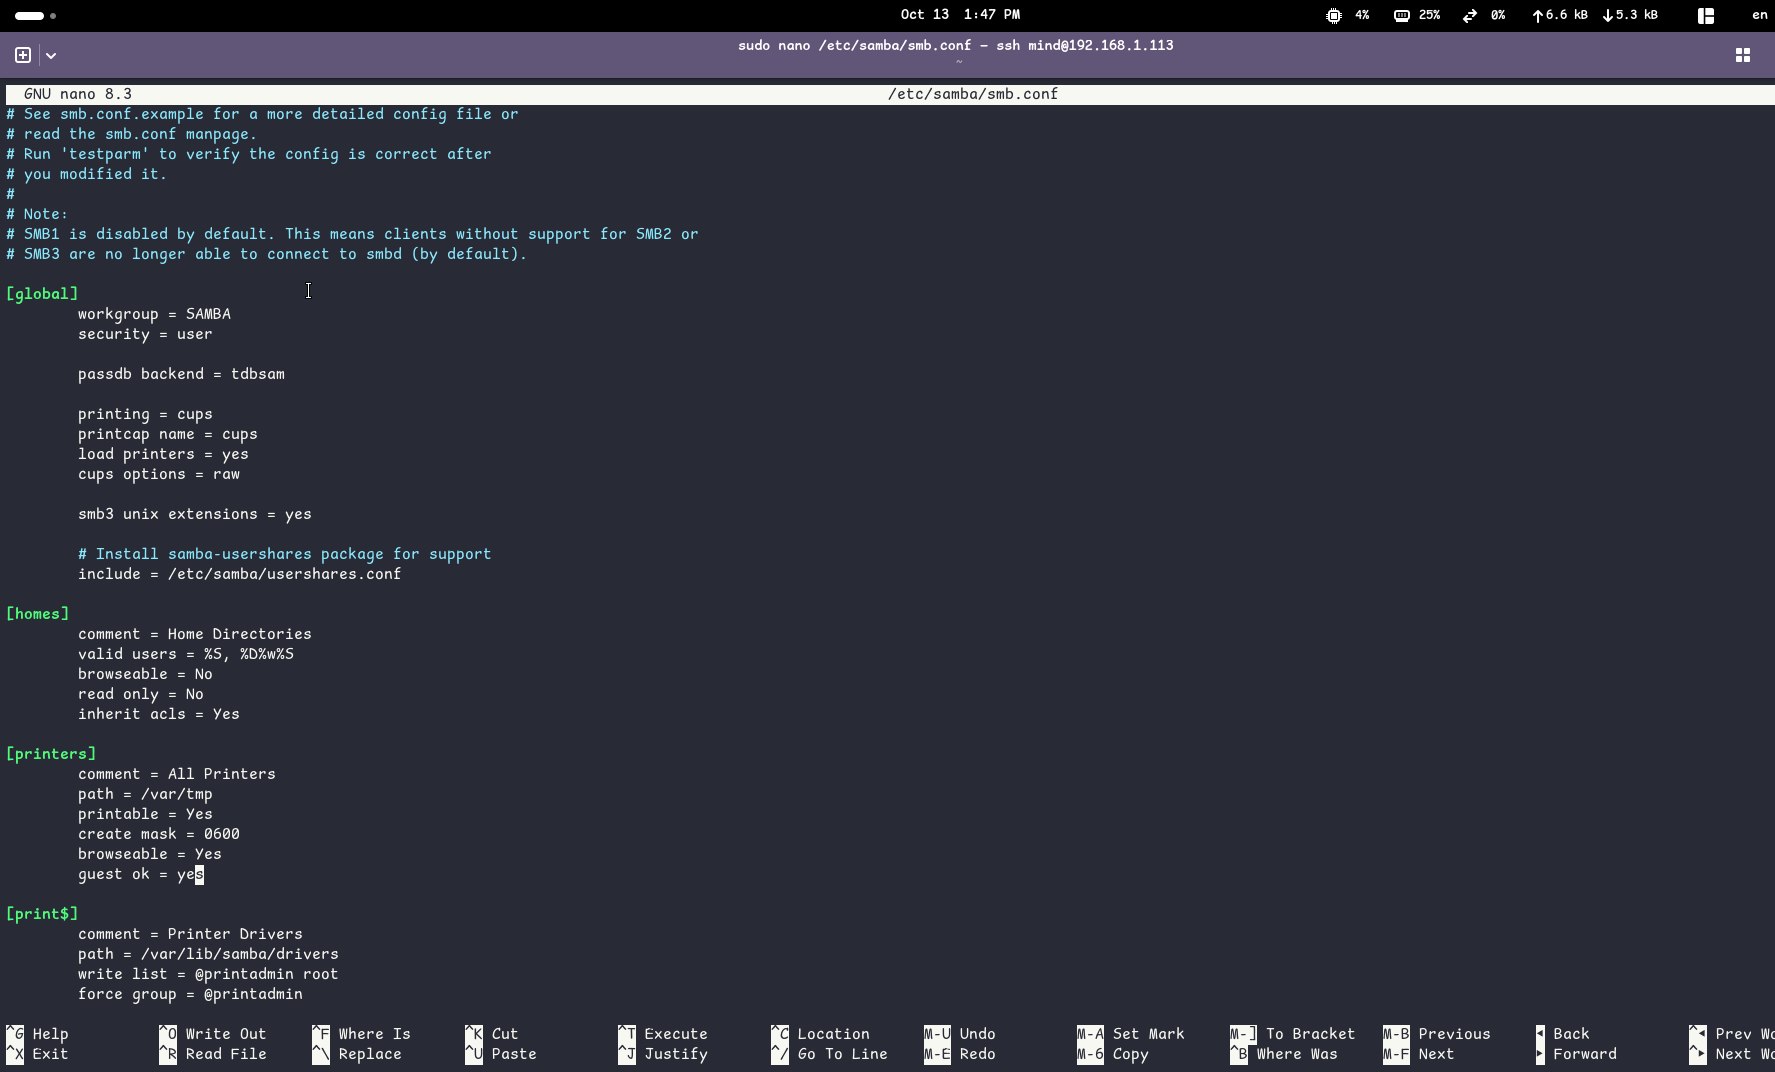 Oct 13 1:47 PM
4% 25% 0% 6.6 kB 5.3 kB en
sudo nano /etc/samba/smb.conf — ssh mind@192.168.1.113
~
GNU nano 8.3 /etc/samba/smb.conf
# See smb.conf.example for a more detailed config file or
# read the smb.conf manpage.
# Run 'testparm' to verify the config is correct after
# you modified it.
#
# Note:
# SMB1 is disabled by default. This means clients without support for SMB2 or
# SMB3 are no longer able to connect to smbd (by default).
[global]
workgroup = SAMBA
security = user
passdb backend = tdbsam
printing = cups
printcap name = cups
load printers = yes
cups options = raw
smb3 unix extensions = yes
# Install samba-usershares package for support
include = /etc/samba/usershares.conf
[homes]
comment = Home Directories
valid users = %S, %D%w%S
browseable = No
read only = No
inherit acls = Yes
[printers]
comment = All Printers
path = /var/tmp
printable = Yes
create mask = 0600
browseable = Yes
guest ok = yes
[print$]
comment = Printer Drivers
path = /var/lib/samba/drivers
write list = @printadmin root
force group = @printadmin
^G Help ^O Write Out ^F Where Is ^K Cut ^T Execute ^C Location M-U Undo M-A Set Mark M-] To Bracket M-B Previous ◂ Back ^◂ Prev Wo
^X Exit ^R Read File ^\ Replace ^U Paste ^J Justify ^/ Go To Line M-E Redo M-6 Copy ^B Where Was M-F Next ▸ Forward ^▸ Next Wo